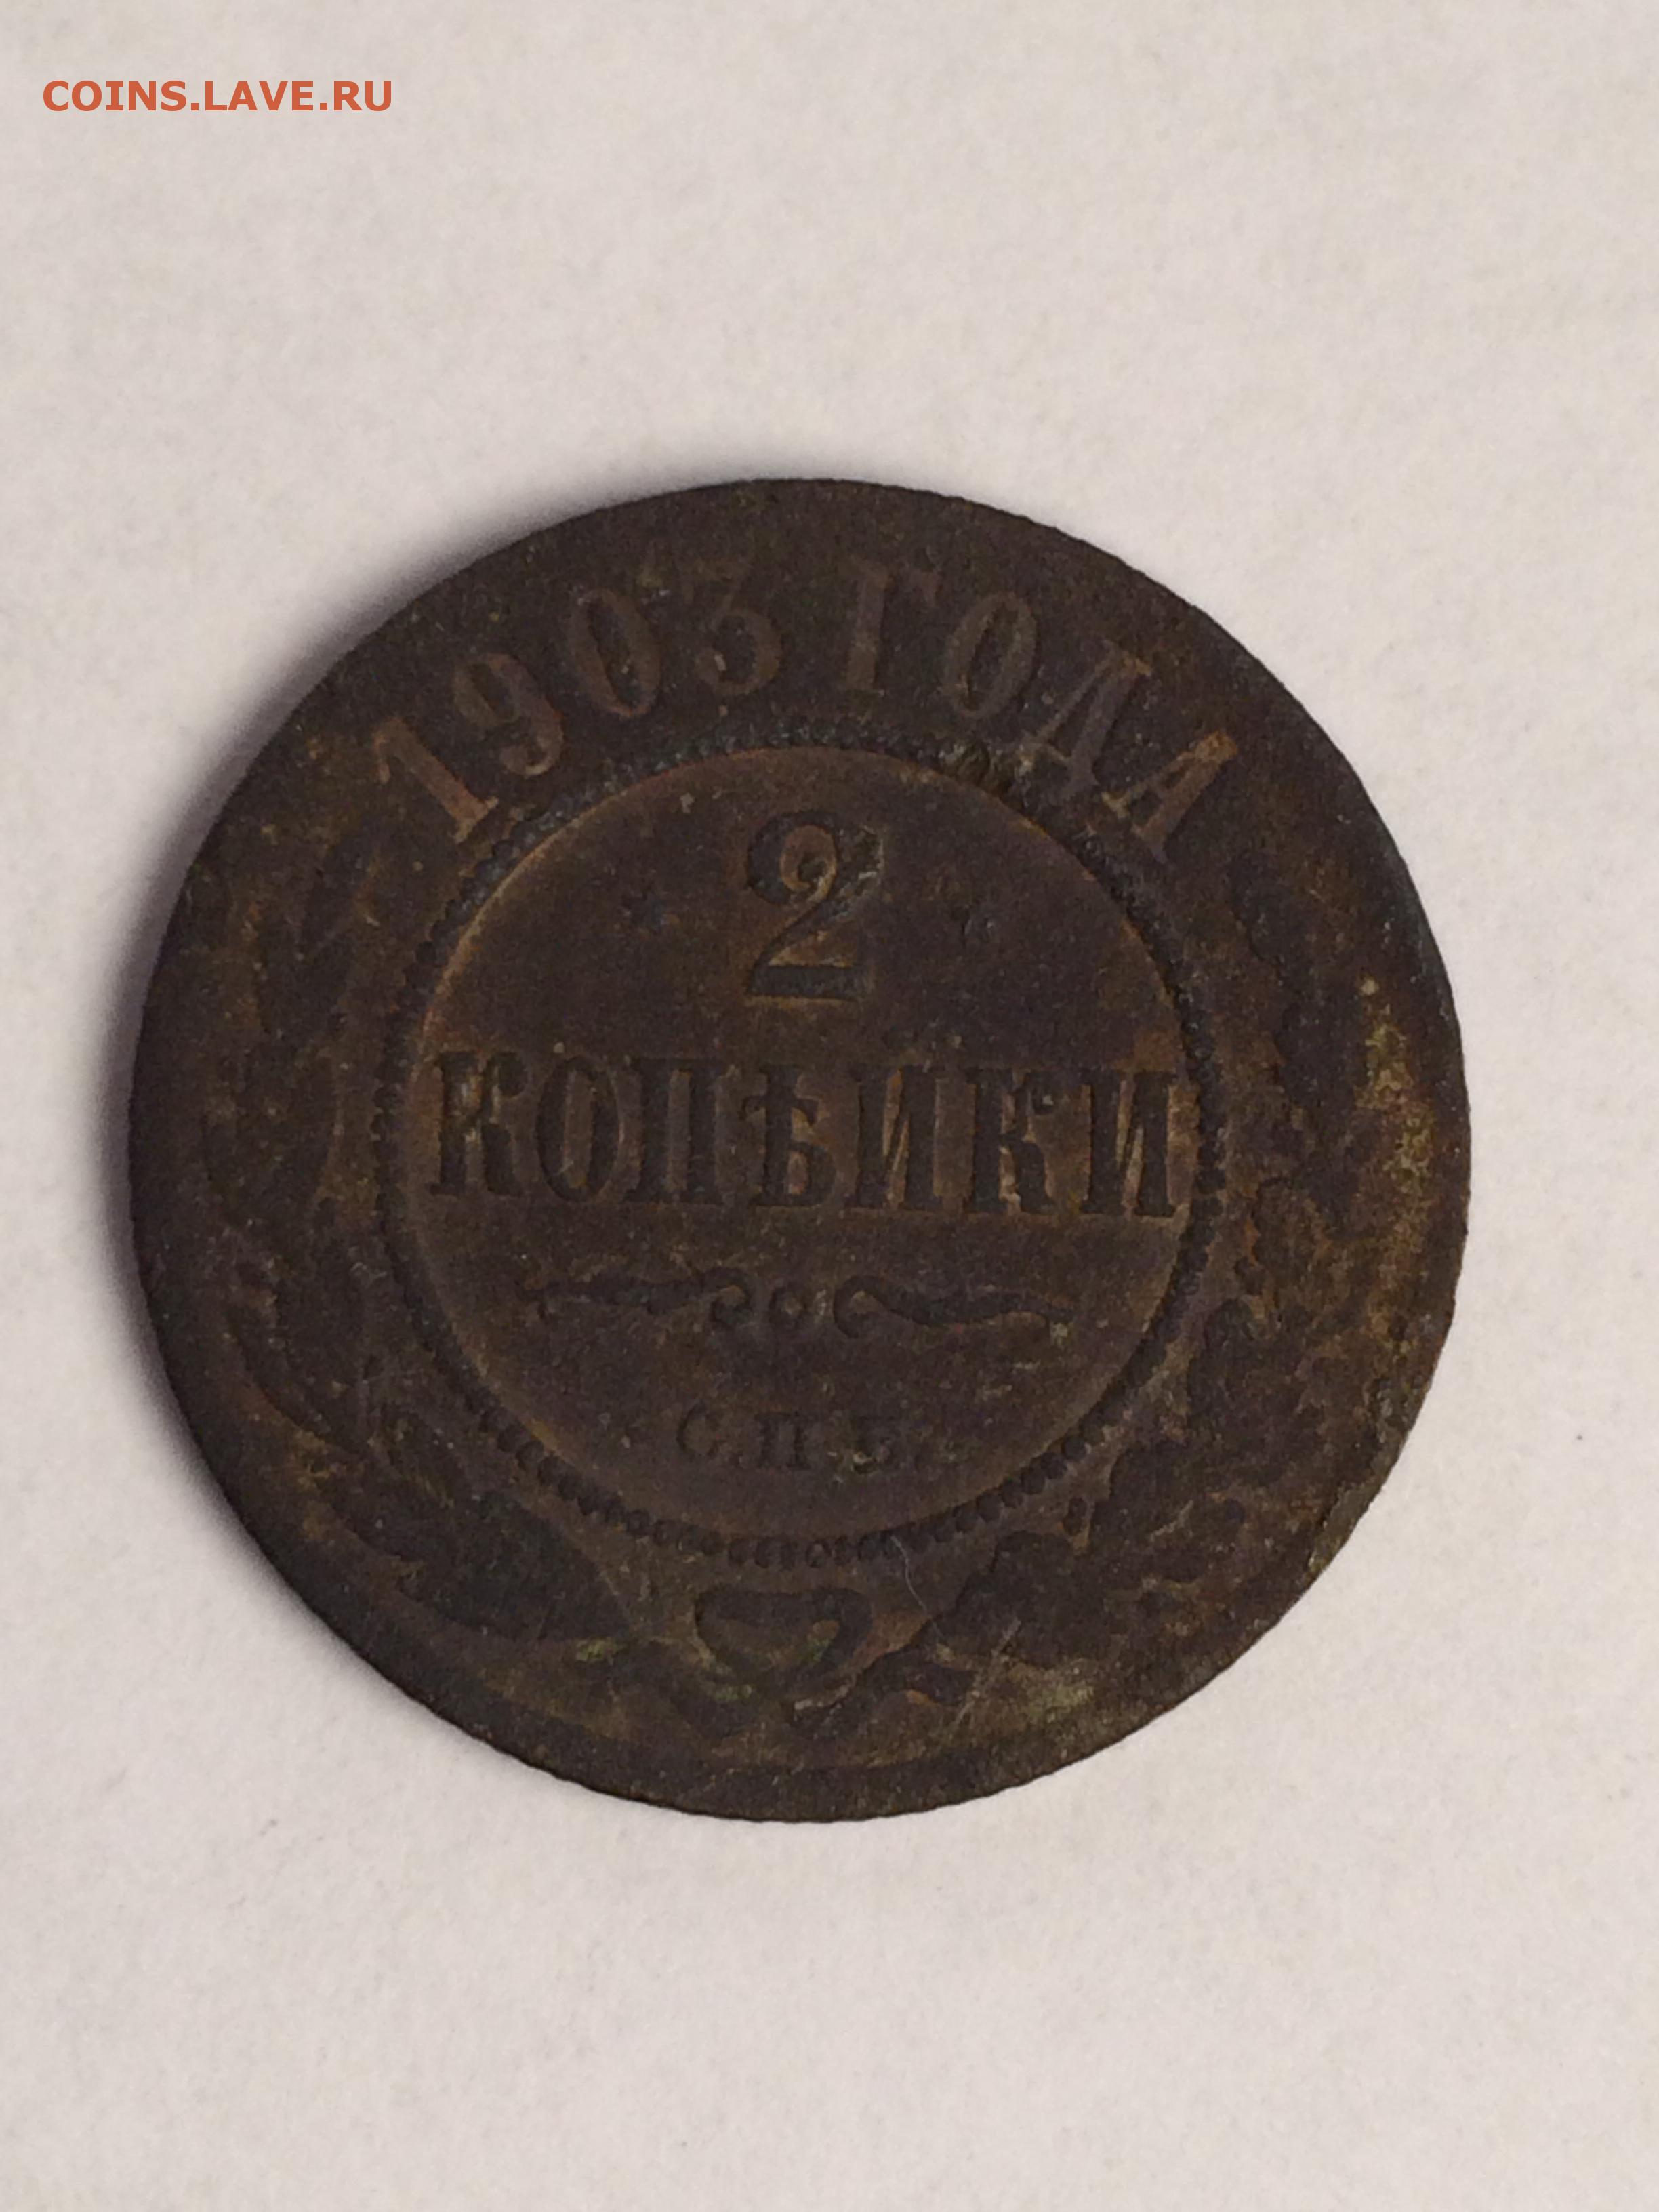 COINS.LAVE.RU
1903 ГОДА
2
КОПѢЙКИ
С.П.Б.